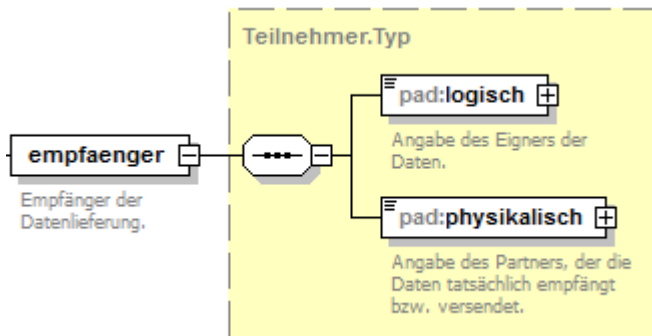 Teilnehmer.Typ
pad:logisch
Angabe des Eigners der
Daten.
empfaenger
Empfänger der
Datenlieferung.
pad:physikalisch
Angabe des Partners, der die
Daten tatsächlich empfängt
bzw. versendet.